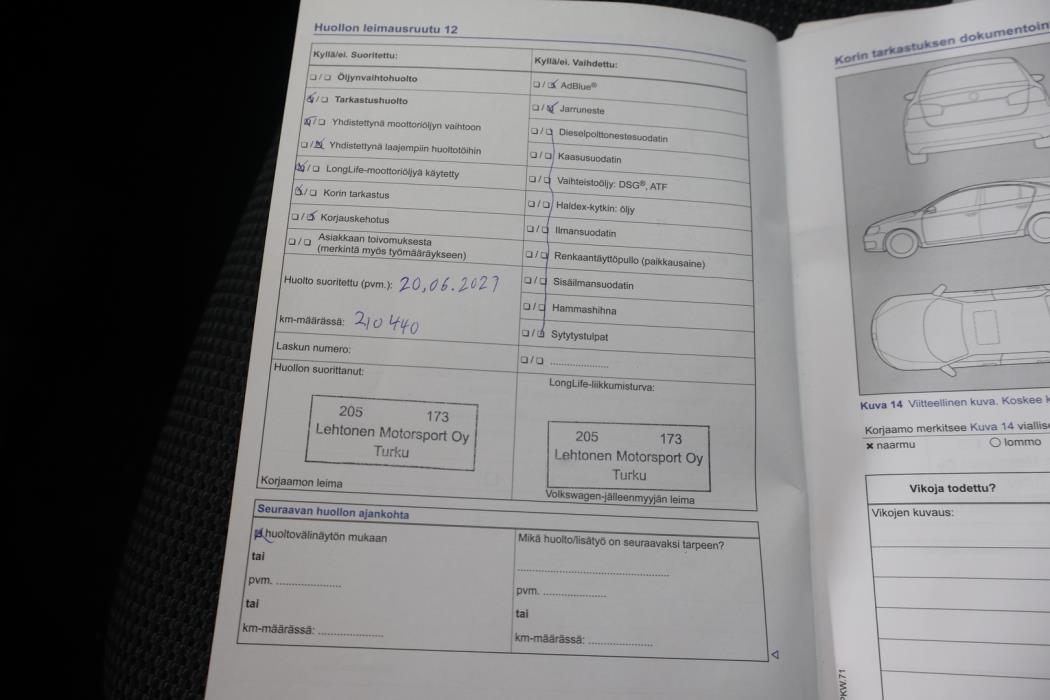 Huollon leimausruutu 12
Kyllä/ei. Suoritettu:
Öljynvaihtohuolto
Tarkastushuolto
Yhdistettynä moottoriöljyn vaihtoon
Yhdistettynä laajempiin huoltotöihin
LongLife-moottoriöljyä käytetty
Korin tarkastus
Korjauskehotus
Asiakkaan toivomuksesta
(merkintä myös työmääräykseen)
Huolto suoritettu (pvm.): 20.06.2021
km-määrässä: 210 440
Laskun numero:
Huollon suorittanut:
205 173
Lehtonen Motorsport Oy
Turku
Korjaamon leima
Kyllä/ei. Vaihdettu:
AdBlue®
Jarruneste
Dieselpolttonestesuodatin
Kaasusuodatin
Vaihteistoöljy: DSG®, ATF
Haldex-kytkin: öljy
Ilmansuodatin
Renkaantäyttöpullo (paikkausaine)
Sisäilmansuodatin
Hammashihna
Sytytystulpat
....................
LongLife-liikkumisturva:
205 173
Lehtonen Motorsport Oy
Turku
Volkswagen-jälleenmyyjän leima
Seuraavan huollon ajankohta
huoltovälinäytön mukaan
tai
pvm. ....................
tai
km-määrässä: ....................
Mikä huolto/lisätyö on seuraavaksi tarpeen?
pvm. ....................
tai
km-määrässä: ....................
Korin tarkastuksen
Kuva 14 Viitteellinen kuva. Koskee
Korjaamo merkitsee Kuva 14
naarmu
lommo
Vikoja todettu?
Vikojen kuvaus: